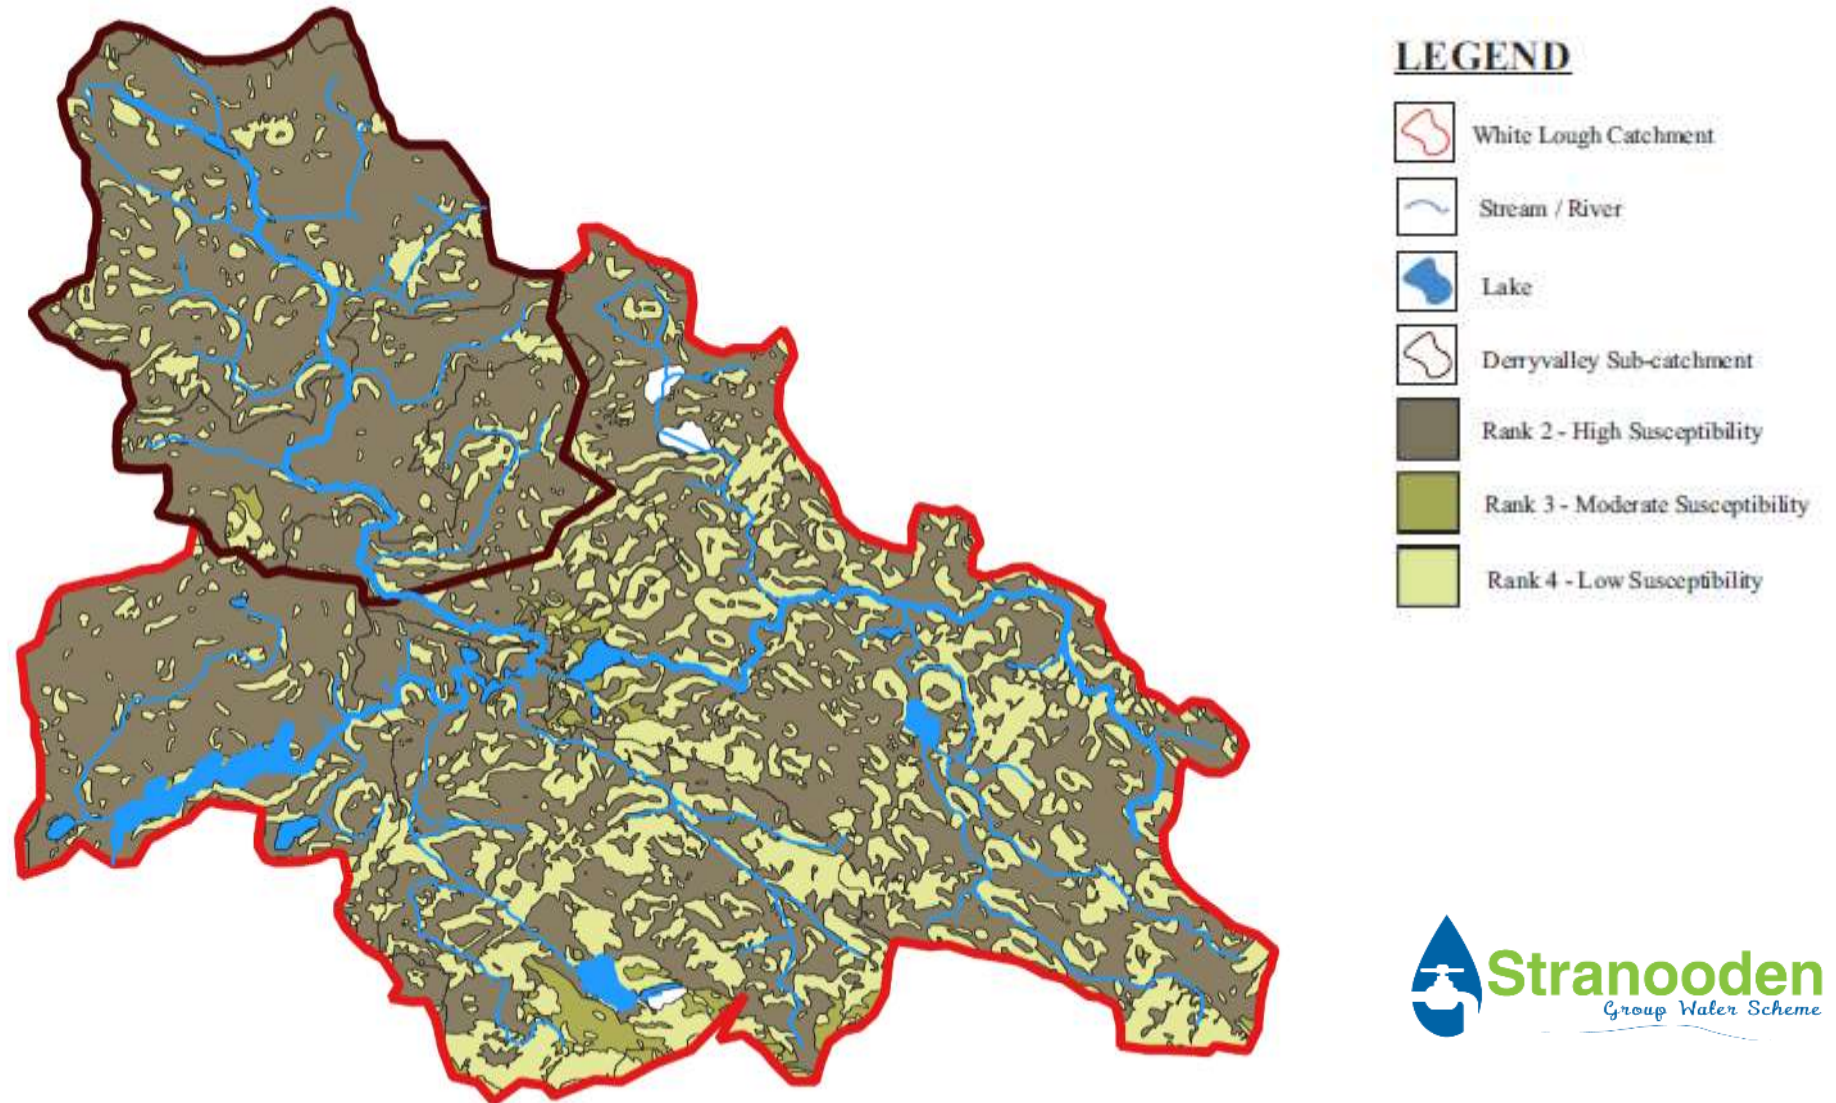 LEGEND
White Lough Catchment
Stream / River
Lake
Derryvalley Sub-catchment
Rank 2 - High Susceptibility
Rank 3 - Moderate Susceptibility
Rank 4 - Low Susceptibility
Stranooden
Group Water Scheme